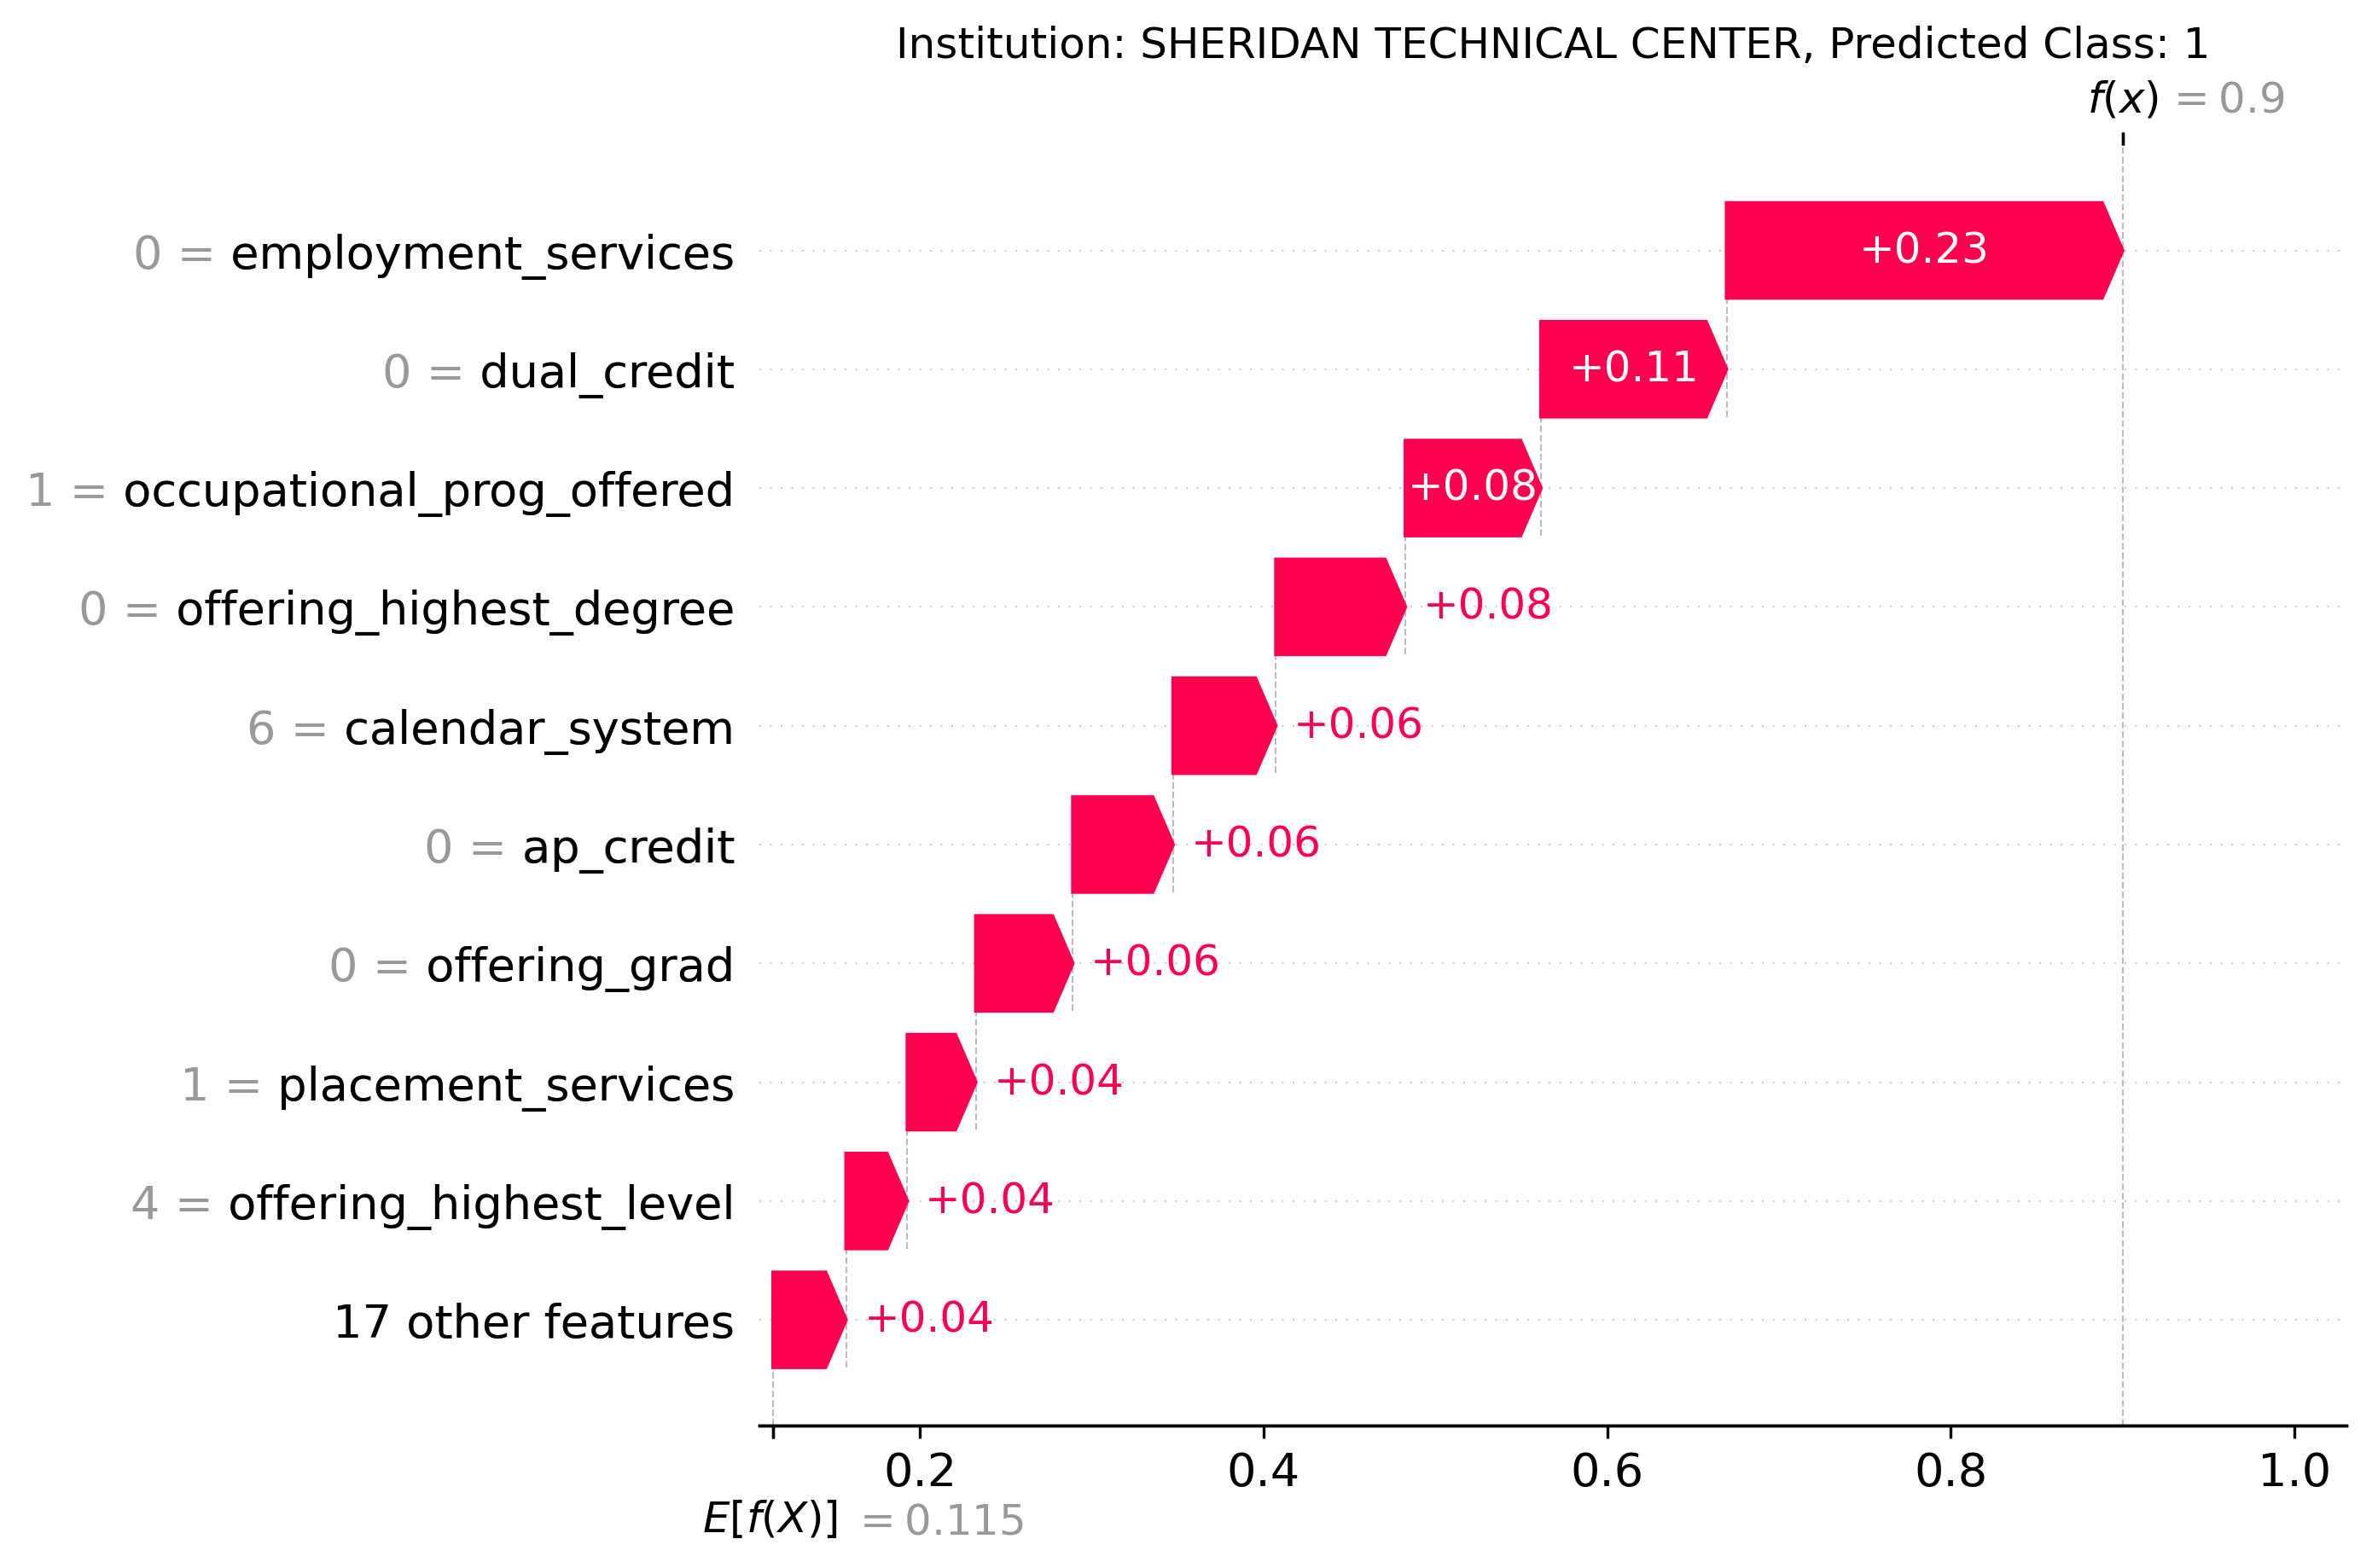 Institution: SHERIDAN TECHNICAL CENTER, Predicted Class: 1
f(x) = 0.9
0 = employment_services +0.23
0 = dual_credit +0.11
1 = occupational_prog_offered +0.08
0 = offering_highest_degree +0.08
6 = calendar_system +0.06
0 = ap_credit +0.06
0 = offering_grad +0.06
1 = placement_services +0.04
4 = offering_highest_level +0.04
17 other features +0.04
0.2 0.4 0.6 0.8 1.0
E[f(X)] = 0.115